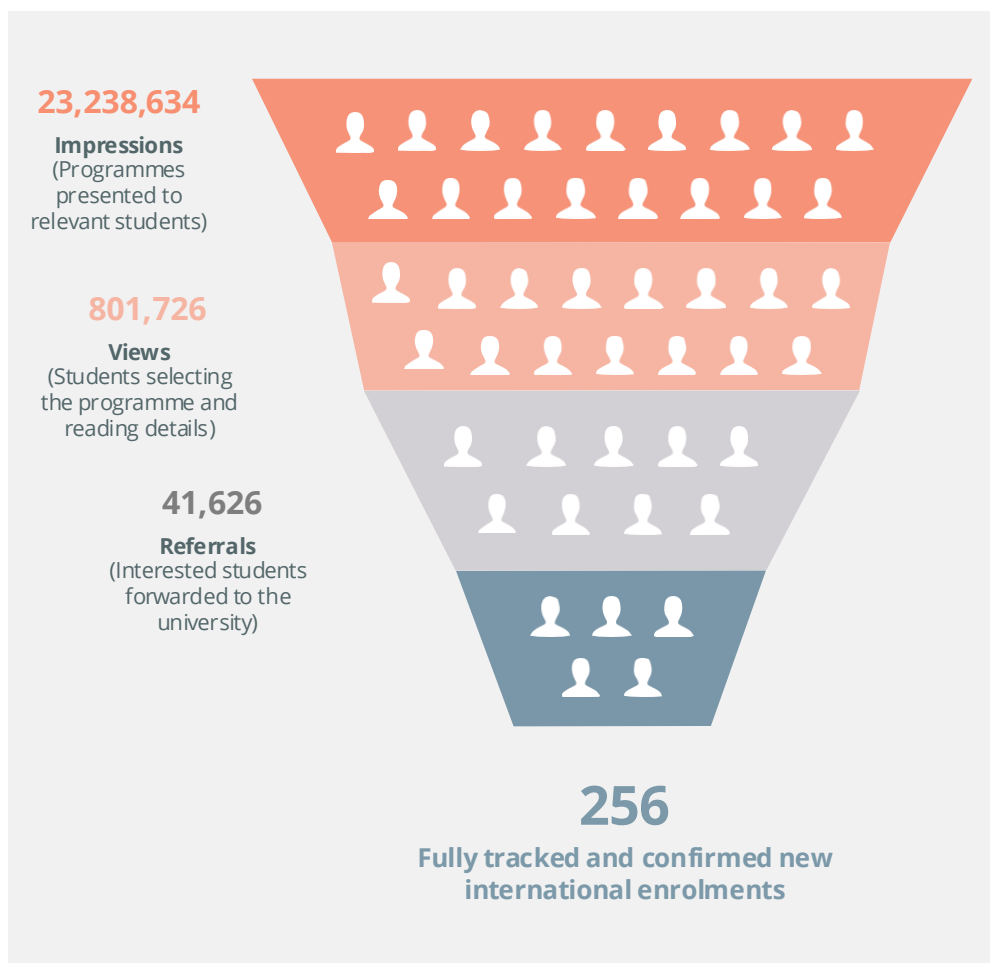 23,238,634
Impressions
(Programmes
presented to
relevant students)
801,726
Views
(Students selecting
the programme and
reading details)
41,626
Referrals
(Interested students
forwarded to the
university)
256
Fully tracked and confirmed new
international enrolments